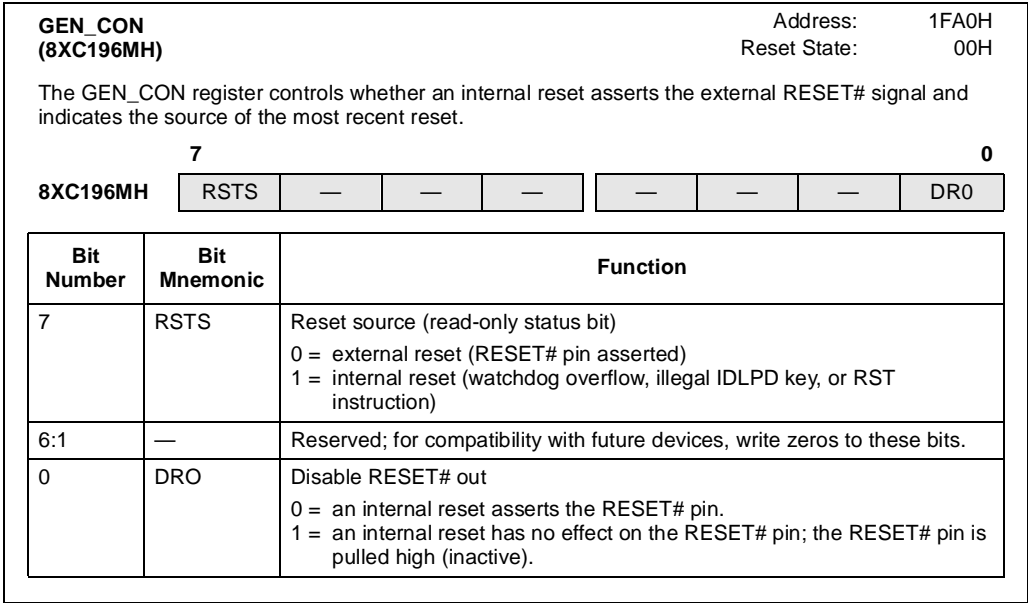 GEN_CON Address: 1FA0H
(8XC196MH) Reset State: 00H
The GEN_CON register controls whether an internal reset asserts the external RESET# signal and
indicates the source of the most recent reset.
7 0
8XC196MH RSTS — — — — — — DR0
Bit Number Bit Mnemonic Function
7 RSTS Reset source (read-only status bit)
0 = external reset (RESET# pin asserted)
1 = internal reset (watchdog overflow, illegal IDLPD key, or RST
instruction)
6:1 — Reserved; for compatibility with future devices, write zeros to these bits.
0 DRO Disable RESET# out
0 = an internal reset asserts the RESET# pin.
1 = an internal reset has no effect on the RESET# pin; the RESET# pin is
pulled high (inactive).